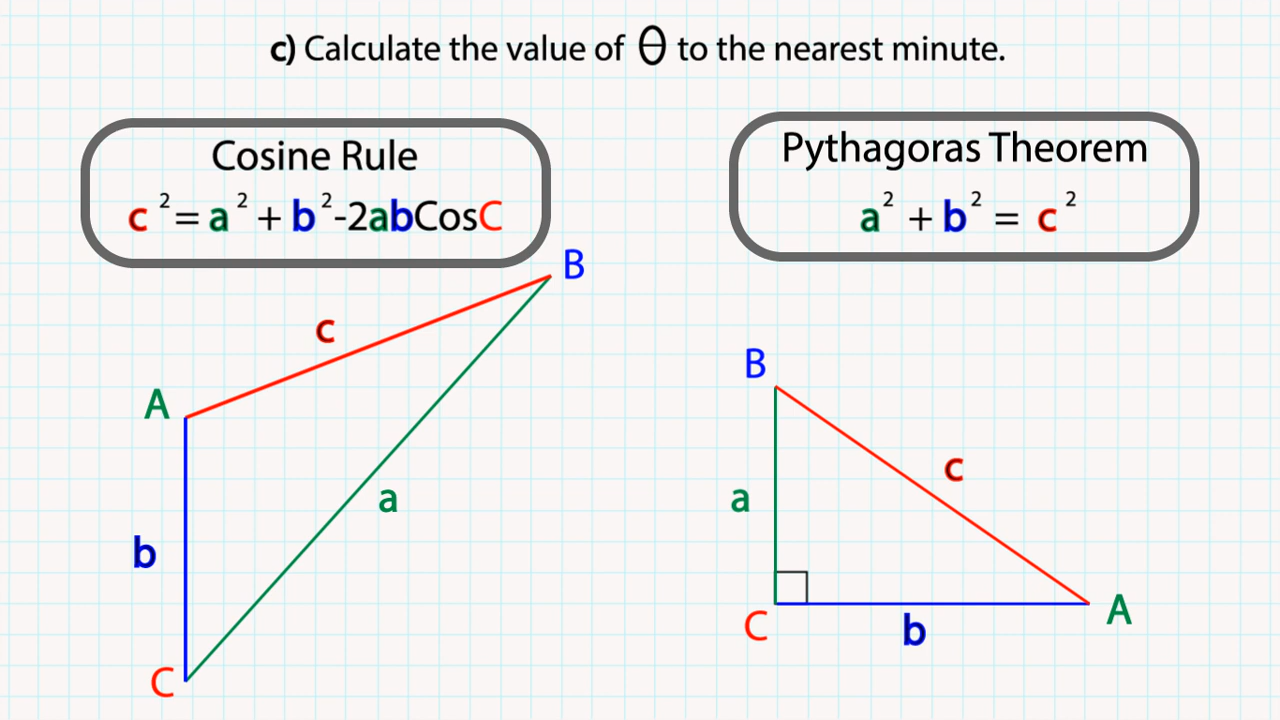 c) Calculate the value of θ to the nearest minute.
Cosine Rule
c² = a² + b² -2abCosC
Pythagoras Theorem
a² + b² = c²
B
c
A
a
b
C
B
c
a
C
b
A